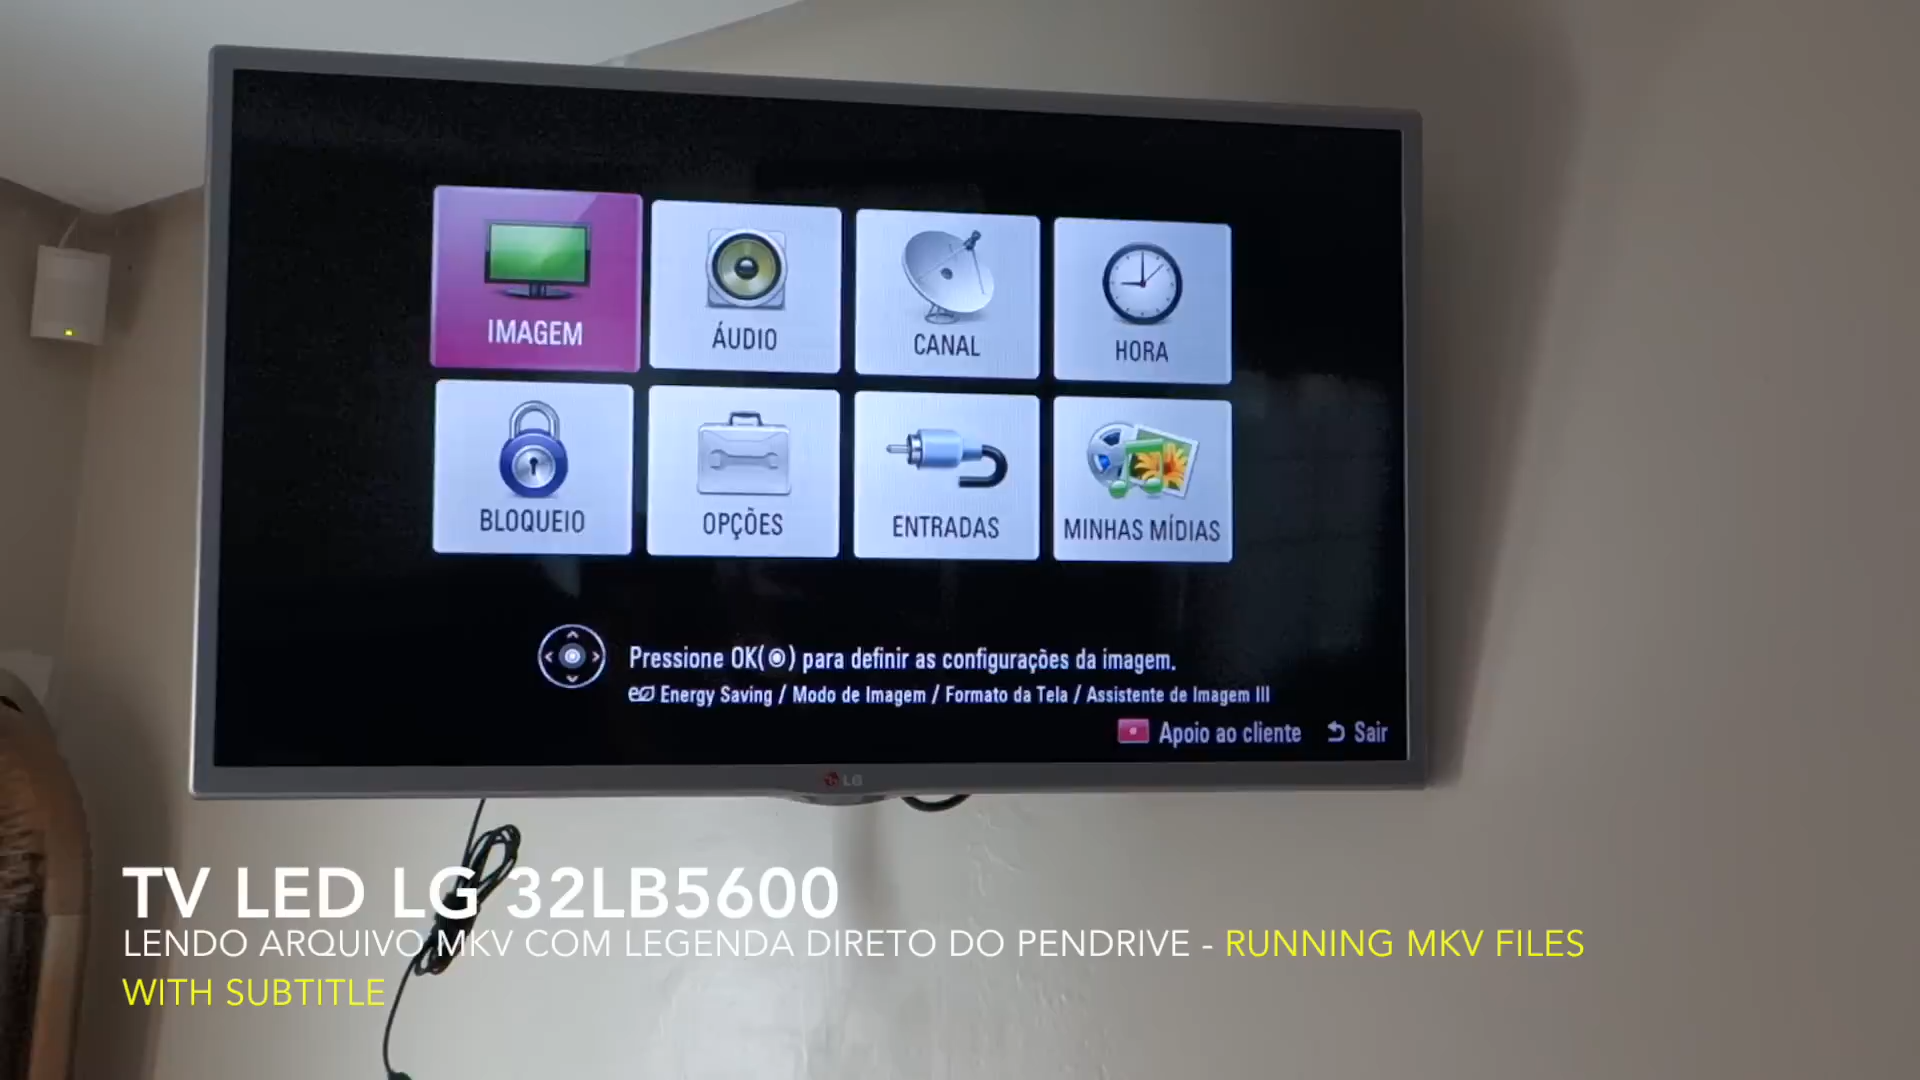 IMAGEM
ÁUDIO
CANAL
HORA
BLOQUEIO
OPÇÕES
ENTRADAS
MINHAS MÍDIAS
Pressione OK(◉) para definir as configurações da imagem.
Energy Saving / Modo de Imagem / Formato da Tela / Assistente de Imagem III
Apoio ao cliente Sair
LG
TV LED LG 32LB5600
LENDO ARQUIVO MKV COM LEGENDA DIRETO DO PENDRIVE - RUNNING MKV FILES
WITH SUBTITLE